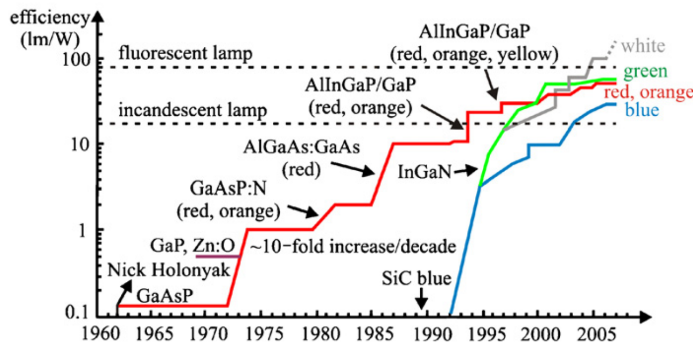 efficiency
(lm/W)
AlInGaP/GaP
(red, orange, yellow)
white
100
fluorescent lamp
green
AlInGaP/GaP
(red, orange)
red, orange
incandescent lamp
blue
10
AlGaAs:GaAs
(red)
InGaN
GaAsP:N
(red, orange)
1
GaP, Zn:O
~10-fold increase/decade
Nick Holonyak
SiC blue
GaAsP
0.1
1960 1965 1970 1975 1980 1985 1990 1995 2000 2005